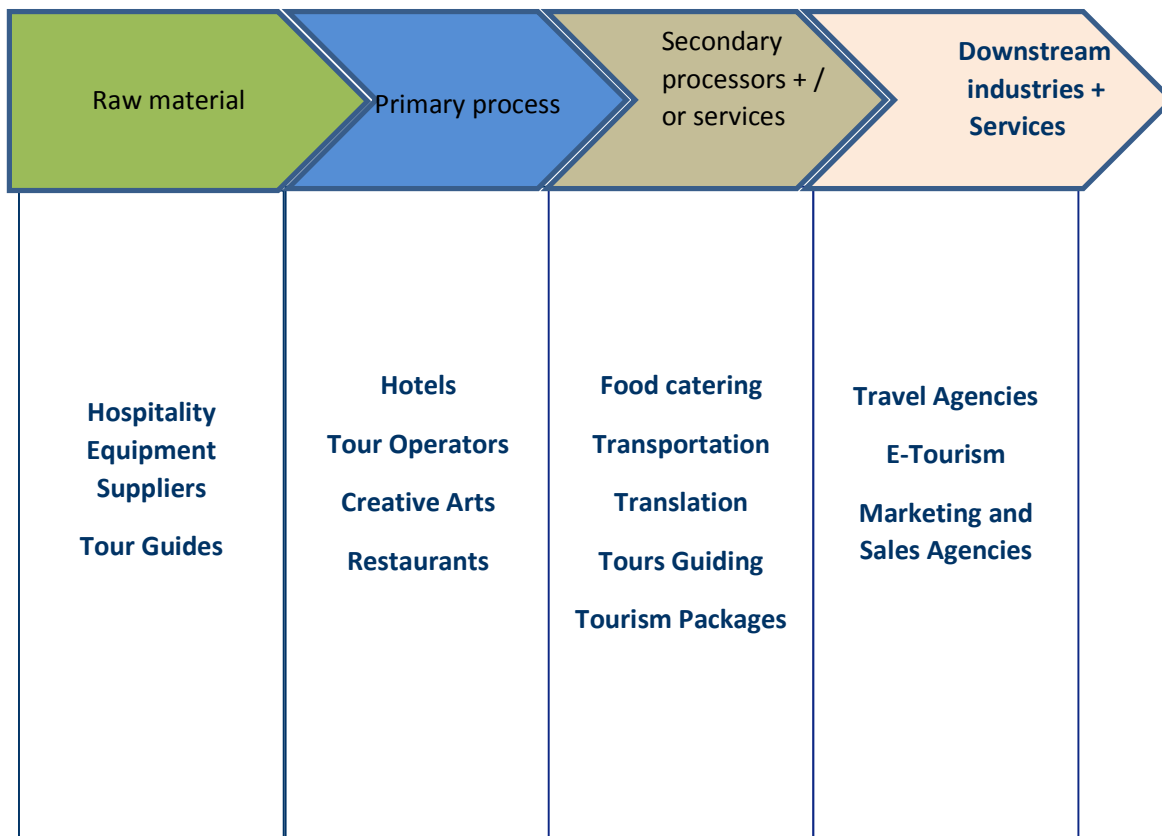 Raw material
Primary process
Secondary
processors + /
or services
Downstream
industries +
Services
Hospitality
Equipment
Suppliers
Tour Guides
Hotels
Tour Operators
Creative Arts
Restaurants
Food catering
Transportation
Translation
Tours Guiding
Tourism Packages
Travel Agencies
E-Tourism
Marketing and
Sales Agencies